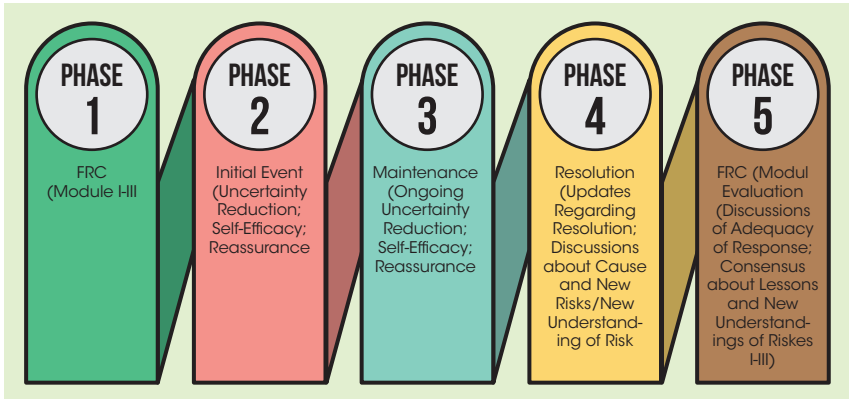 PHASE
1
FRC
(Module I-III
PHASE
2
Initial Event
(Uncertainty
Reduction;
Self-Efficacy;
Reassurance
PHASE
3
Maintenance
(Ongoing
Uncertainty
Reduction;
Self-Efficacy;
Reassurance
PHASE
4
Resolution
(Updates
Regarding
Resolution;
Discussions
about Cause
and New
Risks/New
Understand-
ing of Risk
PHASE
5
FRC (Modul
Evaluation
(Discussions
of Adequacy
of Response;
Consensus
about Lessons
and New
Understand-
ings of Riskes
I-III)